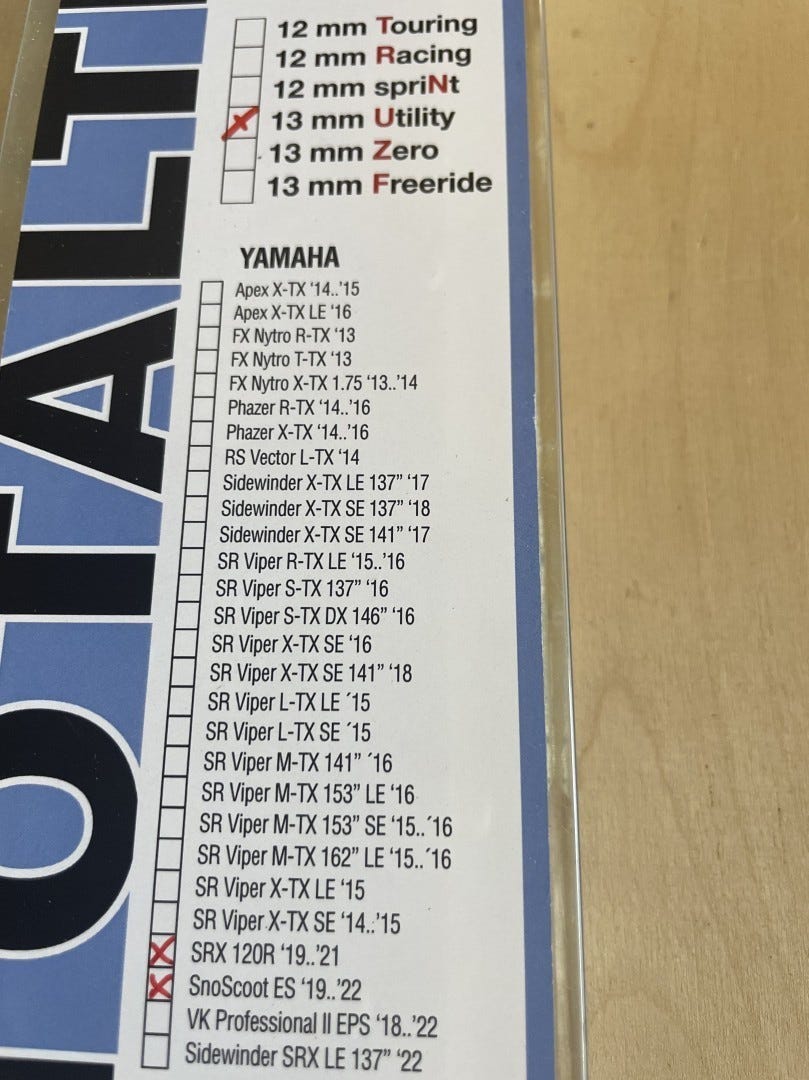 12 mm Touring
12 mm Racing
12 mm spriNt
13 mm Utility
13 mm Zero
13 mm Freeride
YAMAHA
Apex X-TX ‘14..’15
Apex X-TX LE ‘16
FX Nytro R-TX ‘13
FX Nytro T-TX ‘13
FX Nytro X-TX 1.75 ‘13..’14
Phazer R-TX ‘14..’16
Phazer X-TX ‘14..’16
RS Vector L-TX ‘14
Sidewinder X-TX LE 137” ‘17
Sidewinder X-TX SE 137” ‘18
Sidewinder X-TX SE 141” ‘17
SR Viper R-TX LE ‘15..’16
SR Viper S-TX 137” ‘16
SR Viper S-TX DX 146” ‘16
SR Viper X-TX SE ‘16
SR Viper X-TX SE 141” ‘18
SR Viper L-TX LE ´15
SR Viper L-TX SE ´15
SR Viper M-TX 141” ´16
SR Viper M-TX 153” LE ‘16
SR Viper M-TX 153” SE ‘15..´16
SR Viper M-TX 162” LE ‘15..´16
SR Viper X-TX LE ‘15
SR Viper X-TX SE ‘14..’15
SRX 120R ‘19..’21
SnoScoot ES ‘19..’22
VK Professional II EPS ‘18..’22
Sidewinder SRX LE 137” ‘22